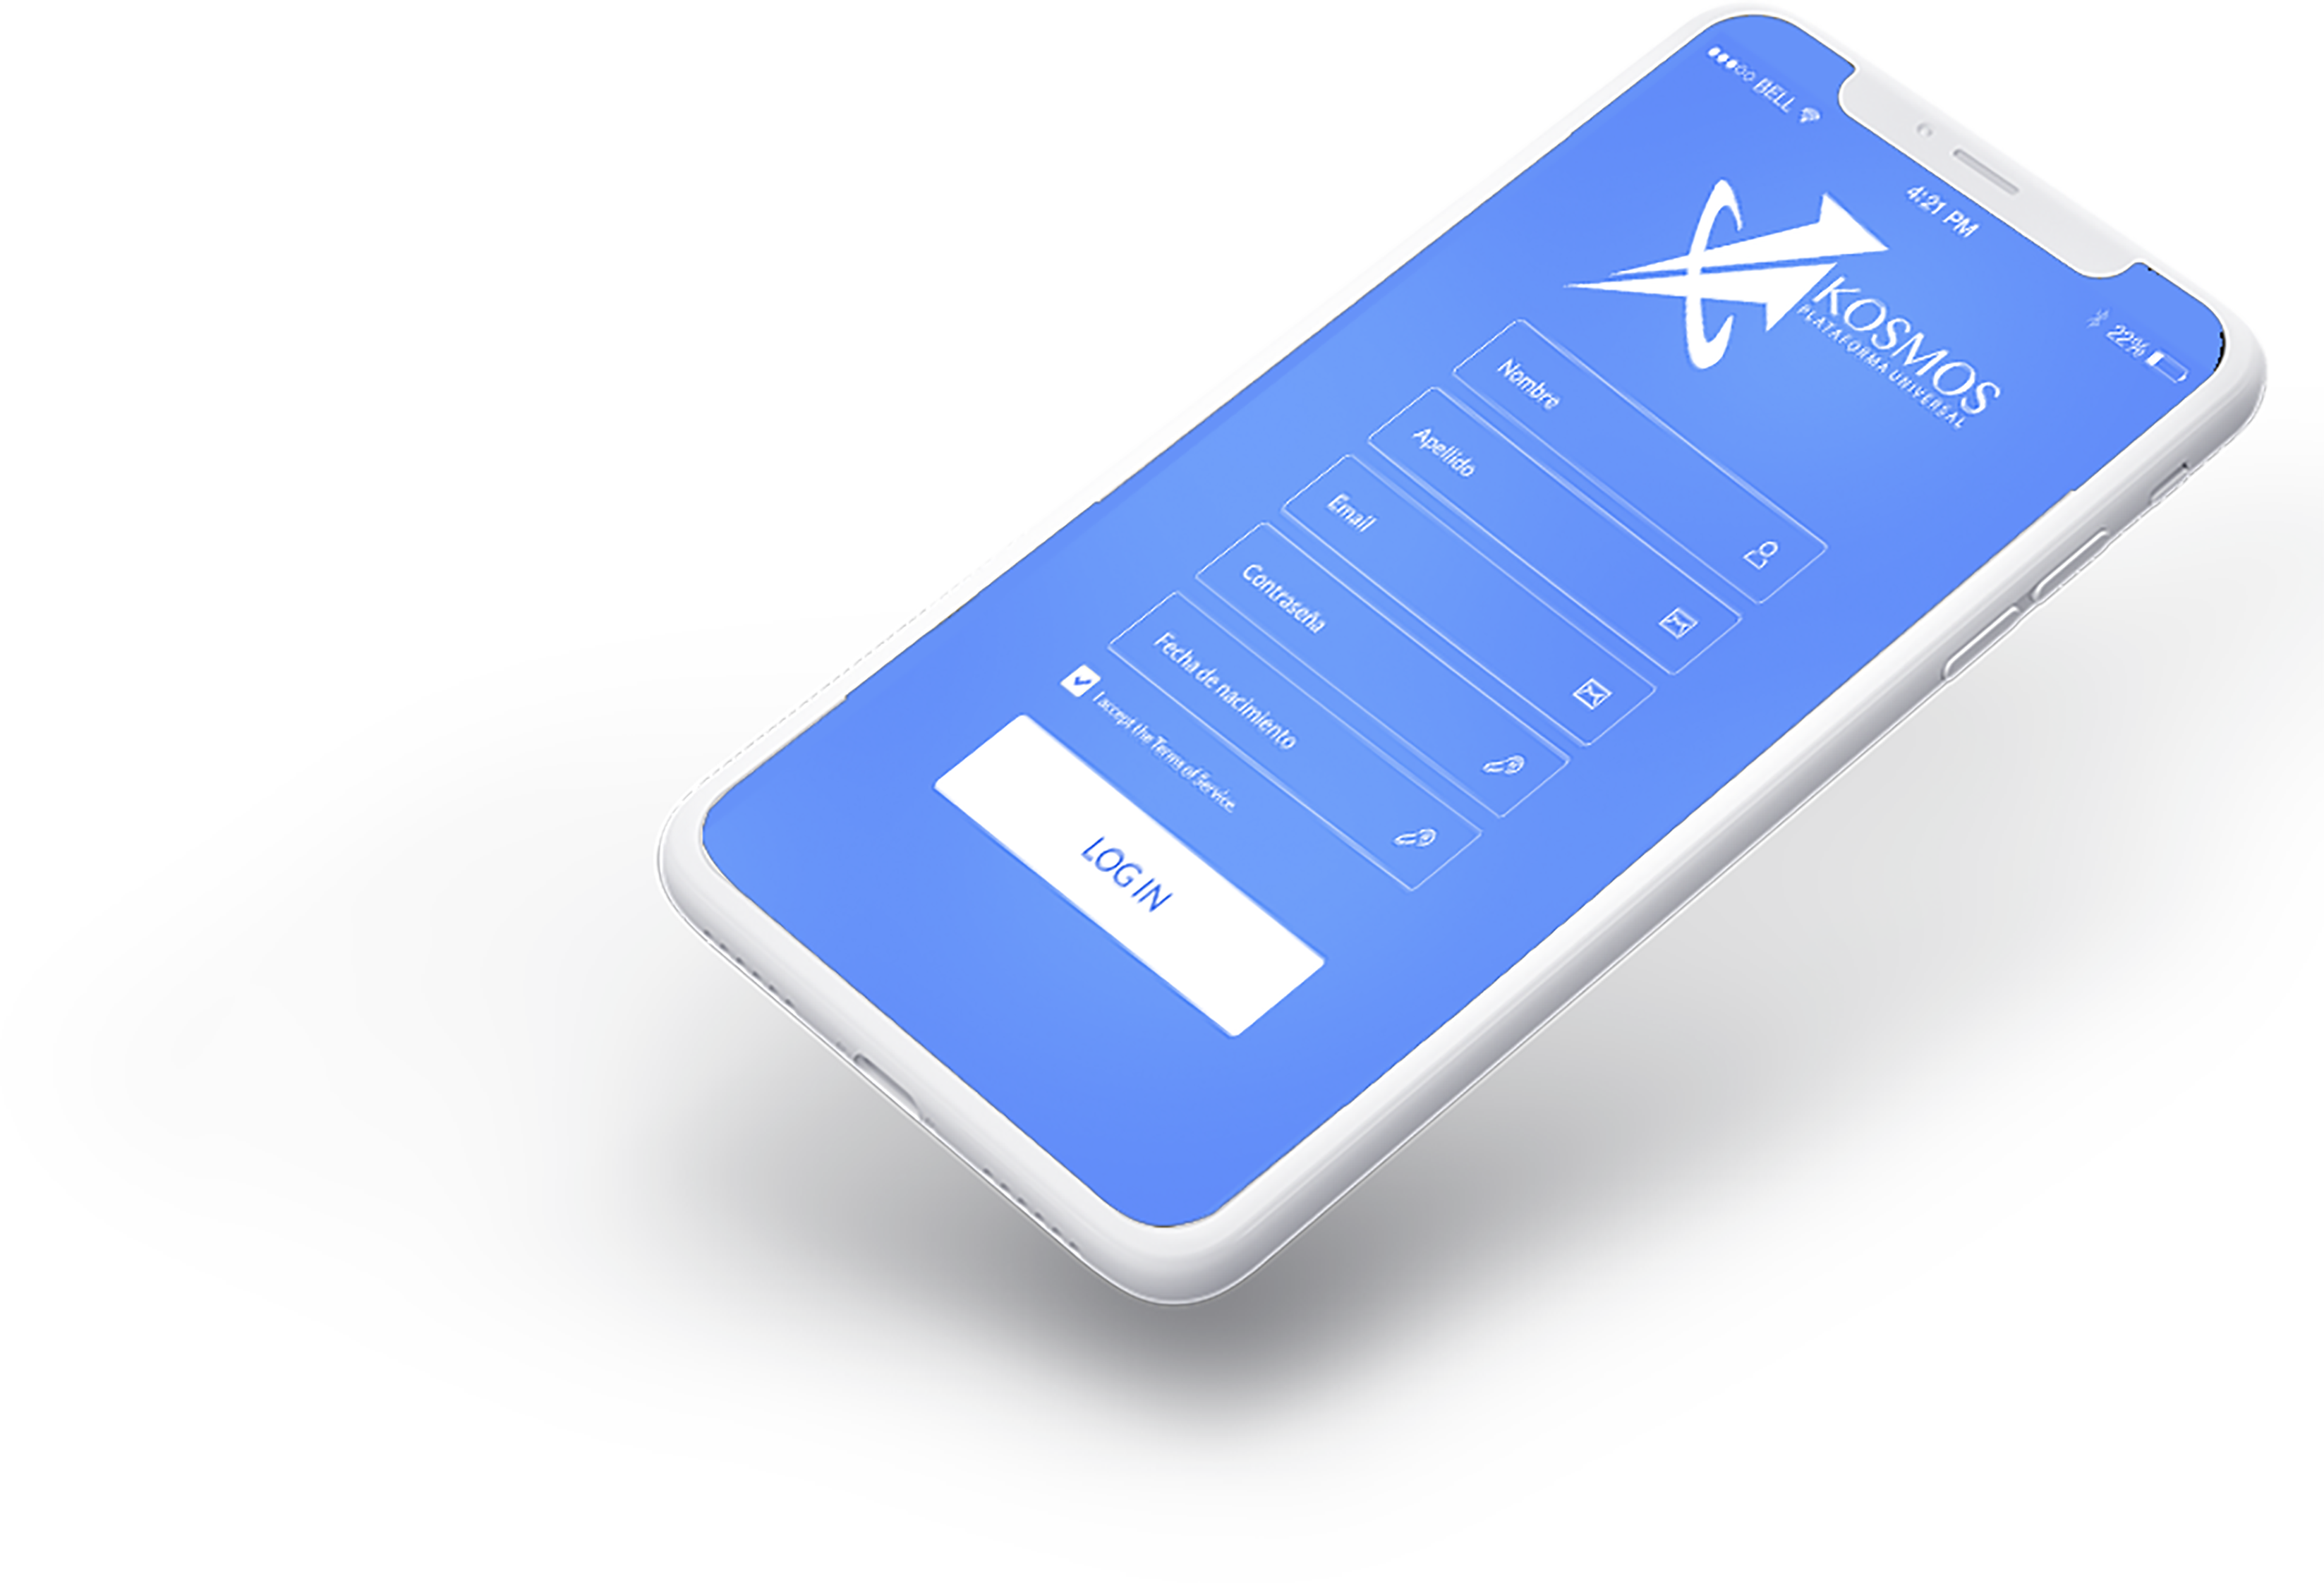 BELL
4:21 PM
22%
KOSMOS
PLATAFORMA UNIVERSAL
Nombre
Apellido
Email
Contraseña
Fecha de nacimiento
I accept the Terms of Service
LOG IN